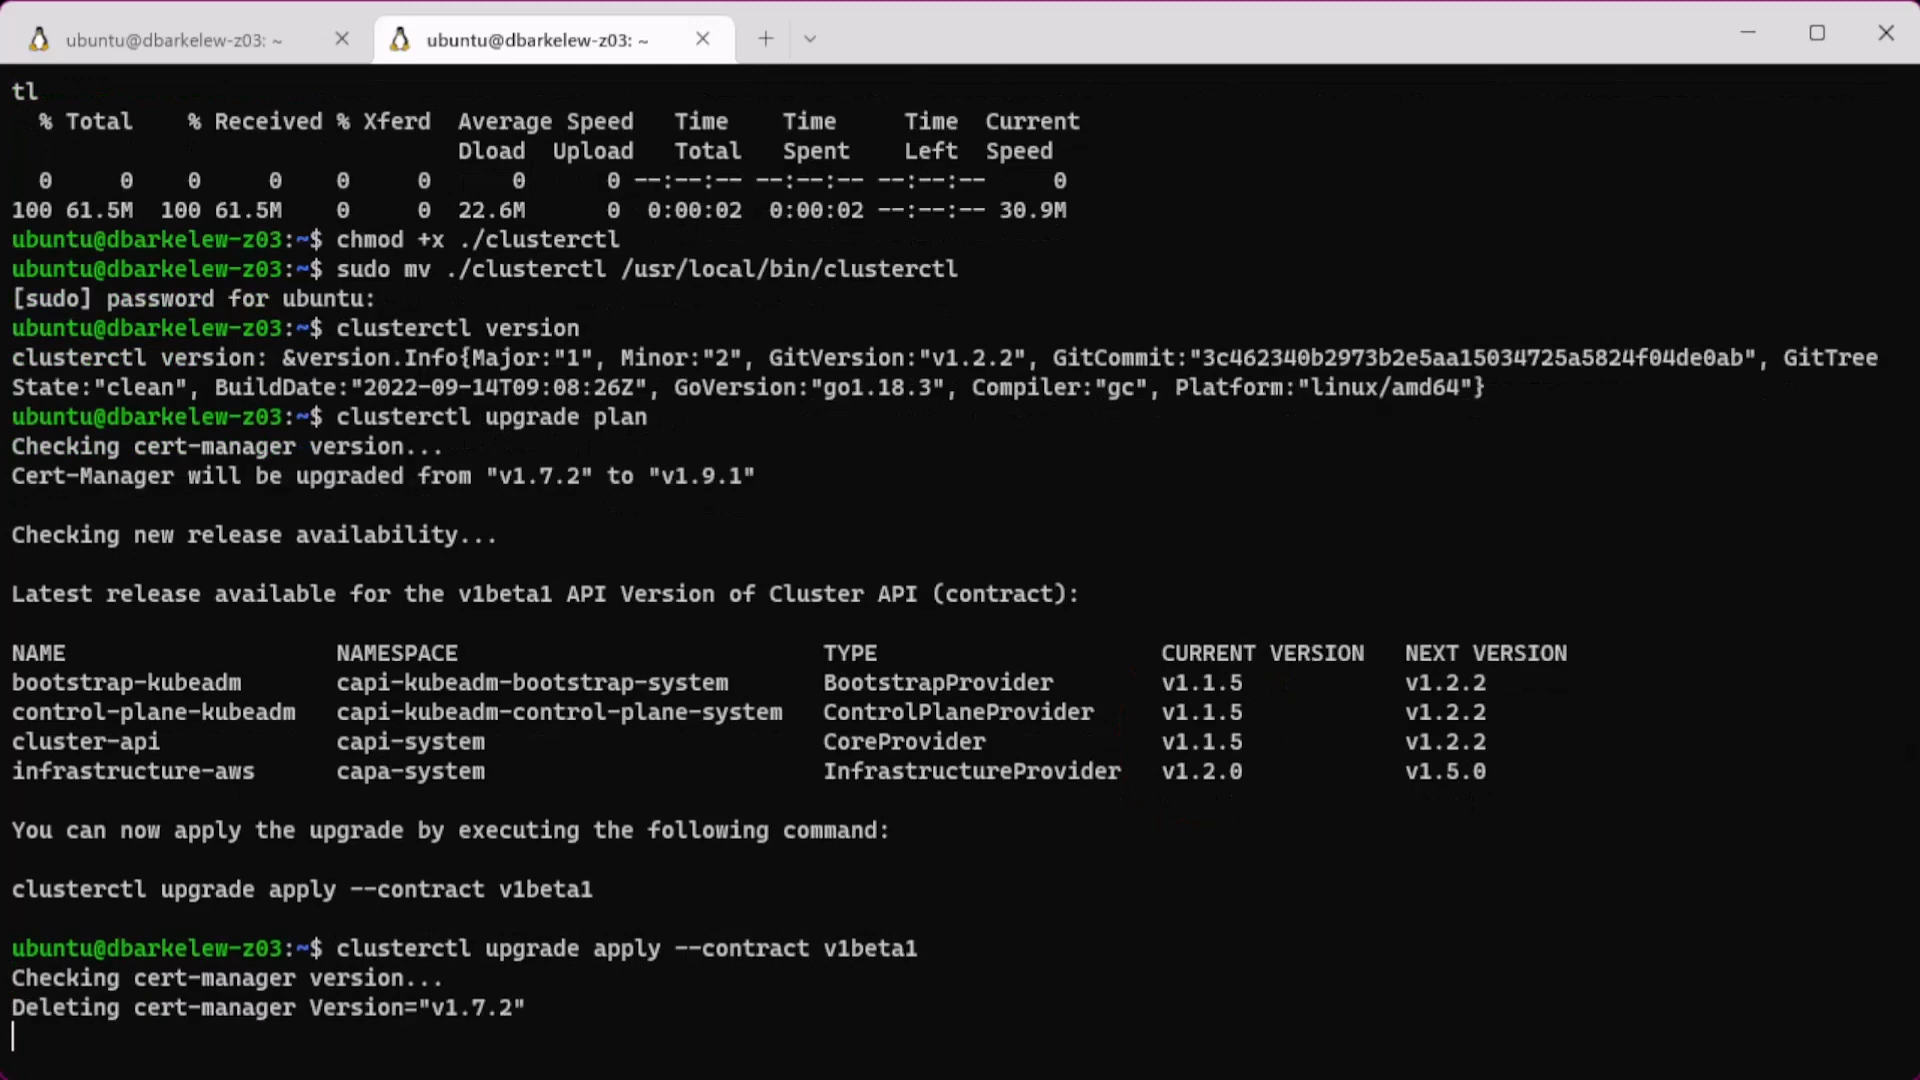 ubuntu@dbarkelew-z03: ~
ubuntu@dbarkelew-z03: ~
tl
% Total % Received % Xferd Average Speed Time Time Time Current
Dload Upload Total Spent Left Speed
0 0 0 0 0 0 0 0 --:--:-- --:--:-- --:--:-- 0
100 61.5M 100 61.5M 0 0 22.6M 0 0:00:02 0:00:02 --:--:-- 30.9M
ubuntu@dbarkelew-z03:~$ chmod +x ./clusterctl
ubuntu@dbarkelew-z03:~$ sudo mv ./clusterctl /usr/local/bin/clusterctl
[sudo] password for ubuntu:
ubuntu@dbarkelew-z03:~$ clusterctl version
clusterctl version: &version.Info{Major:"1", Minor:"2", GitVersion:"v1.2.2", GitCommit:"3c462340b2973b2e5aa15034725a5824f04de0ab", GitTree
State:"clean", BuildDate:"2022-09-14T09:08:26Z", GoVersion:"go1.18.3", Compiler:"gc", Platform:"linux/amd64"}
ubuntu@dbarkelew-z03:~$ clusterctl upgrade plan
Checking cert-manager version...
Cert-Manager will be upgraded from "v1.7.2" to "v1.9.1"
Checking new release availability...
Latest release available for the v1beta1 API Version of Cluster API (contract):
NAME NAMESPACE TYPE CURRENT VERSION NEXT VERSION
bootstrap-kubeadm capi-kubeadm-bootstrap-system BootstrapProvider v1.1.5 v1.2.2
control-plane-kubeadm capi-kubeadm-control-plane-system ControlPlaneProvider v1.1.5 v1.2.2
cluster-api capi-system CoreProvider v1.1.5 v1.2.2
infrastructure-aws capa-system InfrastructureProvider v1.2.0 v1.5.0
You can now apply the upgrade by executing the following command:
clusterctl upgrade apply --contract v1beta1
ubuntu@dbarkelew-z03:~$ clusterctl upgrade apply --contract v1beta1
Checking cert-manager version...
Deleting cert-manager Version="v1.7.2"